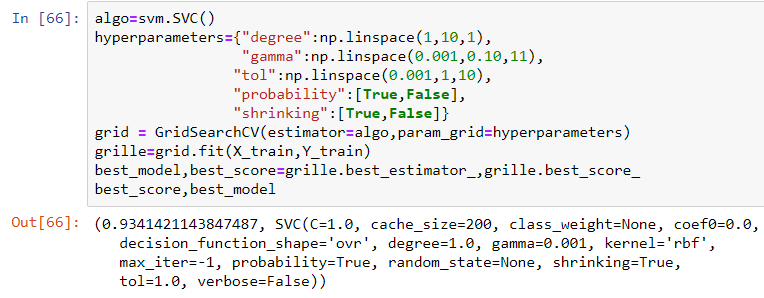 In [66]: algo=svm.SVC()
hyperparameters={"degree":np.linspace(1,10,1),
"gamma":np.linspace(0.001,0.10,11),
"tol":np.linspace(0.001,1,10),
"probability":[True,False],
"shrinking":[True,False]}
grid = GridSearchCV(estimator=algo,param_grid=hyperparameters)
grille=grid.fit(X_train,Y_train)
best_model,best_score=grille.best_estimator_,grille.best_score_
best_score,best_model
Out[66]: (0.9341421143847487, SVC(C=1.0, cache_size=200, class_weight=None, coef0=0.0,
decision_function_shape='ovr', degree=1.0, gamma=0.001, kernel='rbf',
max_iter=-1, probability=True, random_state=None, shrinking=True,
tol=1.0, verbose=False))